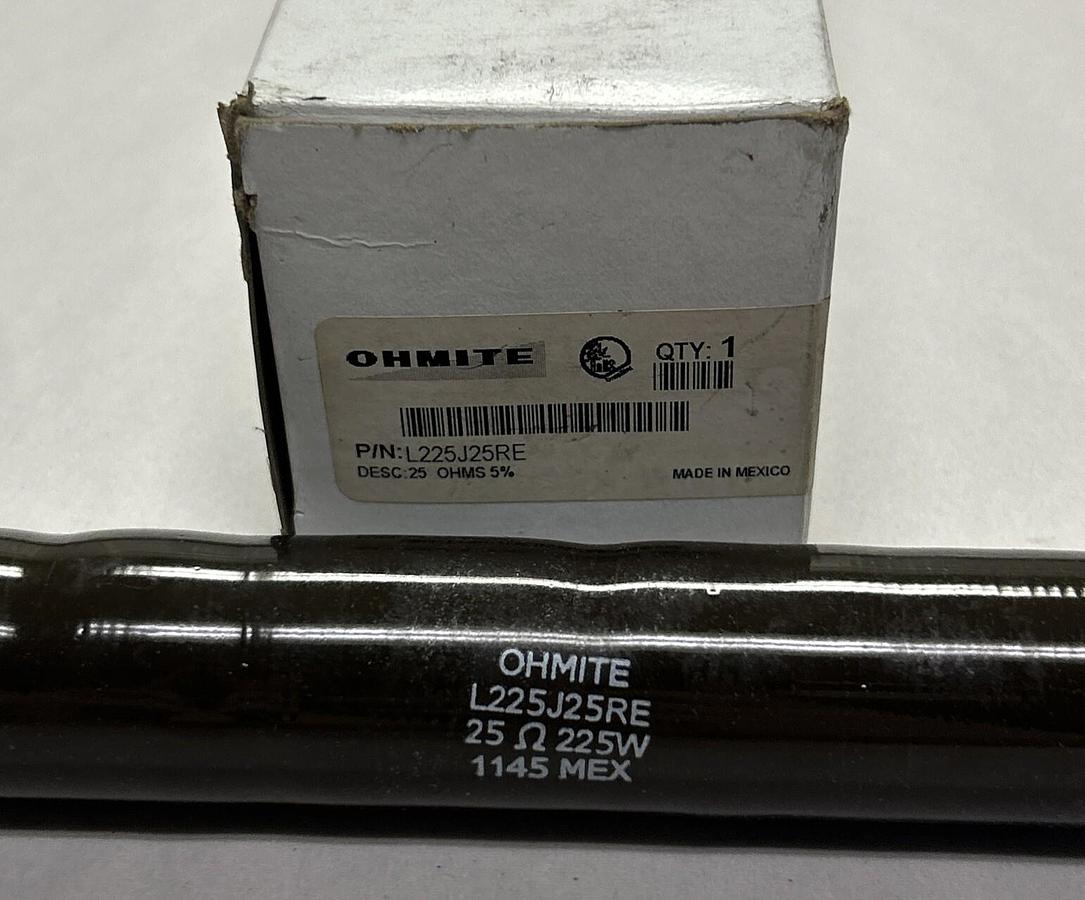 OHMITE
QTY: 1
P/N: L225J25RE
DESC: 25 OHMS 5%
MADE IN MEXICO
OHMITE
L225J25RE
25 Ω 225W
1145 MEX